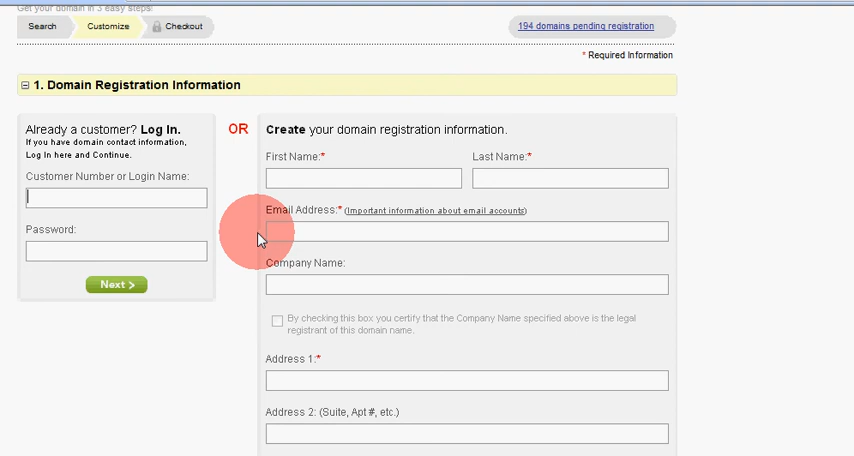 Get your domain in 3 easy steps!
Search Customize Checkout
194 domains pending registration
* Required Information
1. Domain Registration Information
Already a customer? Log In.
If you have domain contact information,
Log In here and Continue.
Customer Number or Login Name:
Password:
Next >
OR
Create your domain registration information.
First Name:* Last Name:*
Email Address:* (Important information about email accounts)
Company Name:
By checking this box you certify that the Company Name specified above is the legal
registrant of this domain name.
Address 1:*
Address 2: (Suite, Apt #, etc.)